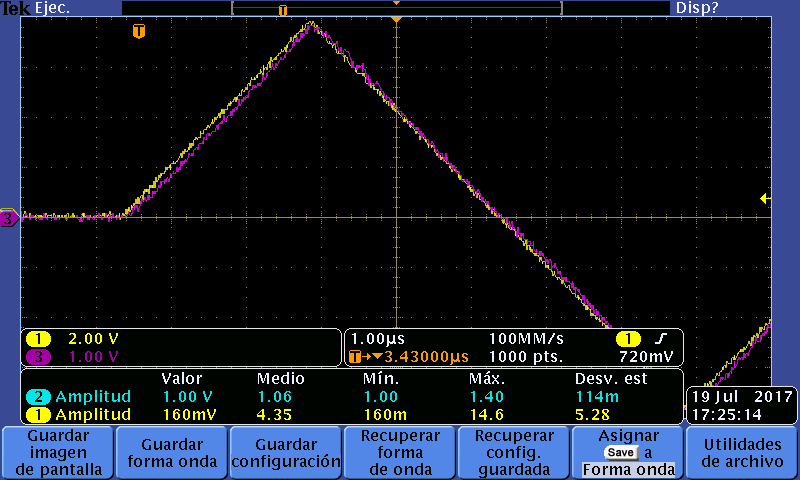 Tek Ejec. T Disp?
T
3
1 2.00 V 1.00µs 100MM/s 1 720mV
3 1.00 V T→▼3.43000µs 1000 pts.
Valor Medio Mín. Máx. Desv. est
2 Amplitud 1.00 V 1.06 1.00 1.40 114m
1 Amplitud 160mV 4.35 160m 14.6 5.28
19 Jul 2017
17:25:14
Guardar
imagen
de pantalla
Guardar
forma onda
Guardar
configuración
Recuperar
forma
de onda
Recuperar
config.
guardada
Asignar
Save a
Forma onda
Utilidades
de archivo